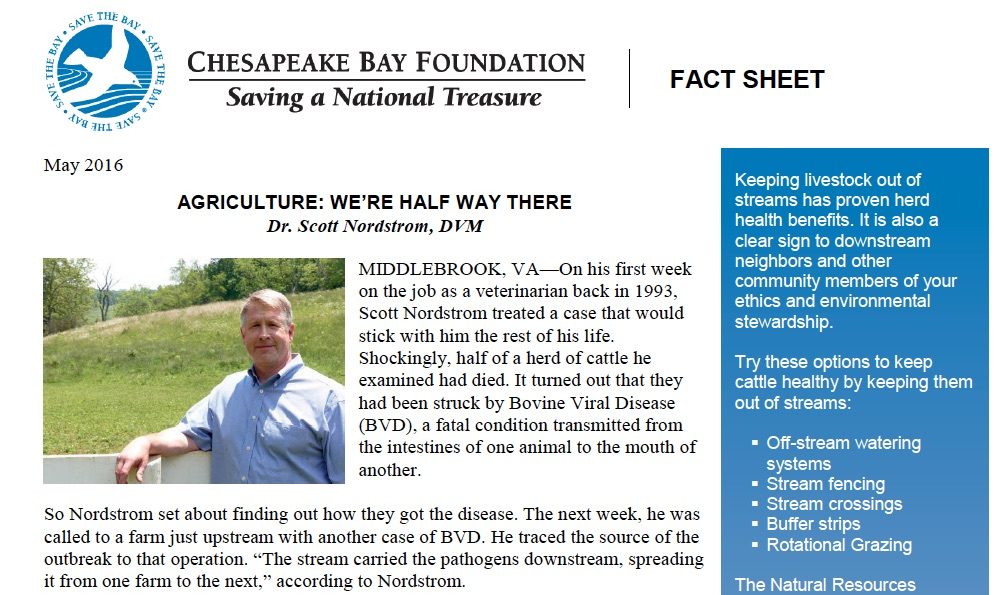 SAVE THE BAY • SAVE THE BAY • SAVE THE BAY • SAVE THE BAY • SAVE THE BAY •
CHESAPEAKE BAY FOUNDATION
Saving a National Treasure
FACT SHEET
May 2016
AGRICULTURE: WE’RE HALF WAY THERE
Dr. Scott Nordstrom, DVM
MIDDLEBROOK, VA—On his first week
on the job as a veterinarian back in 1993,
Scott Nordstrom treated a case that would
stick with him the rest of his life.
Shockingly, half of a herd of cattle he
examined had died. It turned out that they
had been struck by Bovine Viral Disease
(BVD), a fatal condition transmitted from
the intestines of one animal to the mouth of
another.
So Nordstrom set about finding out how they got the disease. The next week, he was
called to a farm just upstream with another case of BVD. He traced the source of the
outbreak to that operation. “The stream carried the pathogens downstream, spreading
it from one farm to the next,” according to Nordstrom.
Keeping livestock out of
streams has proven herd
health benefits. It is also a
clear sign to downstream
neighbors and other
community members of your
ethics and environmental
stewardship.
Try these options to keep
cattle healthy by keeping them
out of streams:
▪ Off-stream watering
systems
▪ Stream fencing
▪ Stream crossings
▪ Buffer strips
▪ Rotational Grazing
The Natural Resources